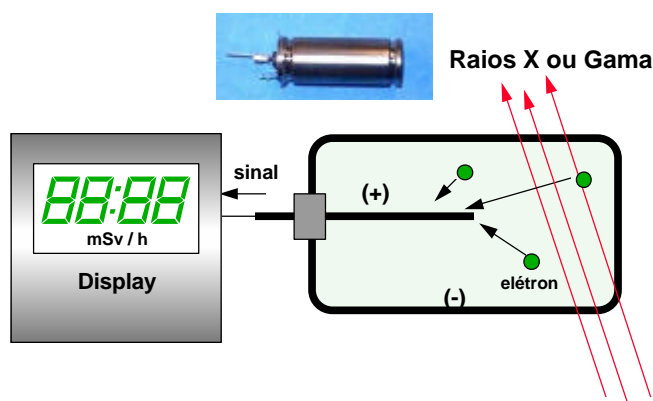 Raios X ou Gama
sinal
(+)
88:88
mSv / h
Display
elétron
(-)